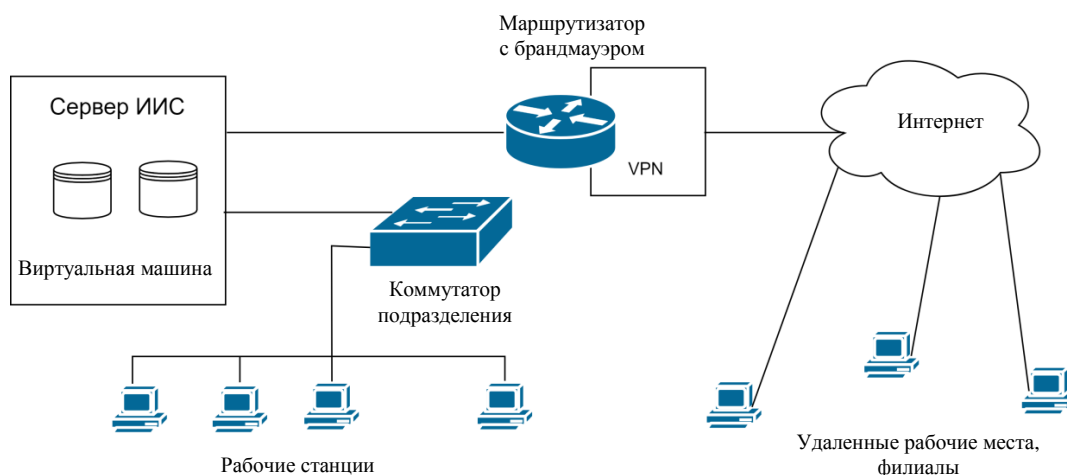 Маршрутизатор
с брандмауэром
Сервер ИИС
Интернет
VPN
Виртуальная машина
Коммутатор
подразделения
Рабочие станции
Удаленные рабочие места,
филиалы